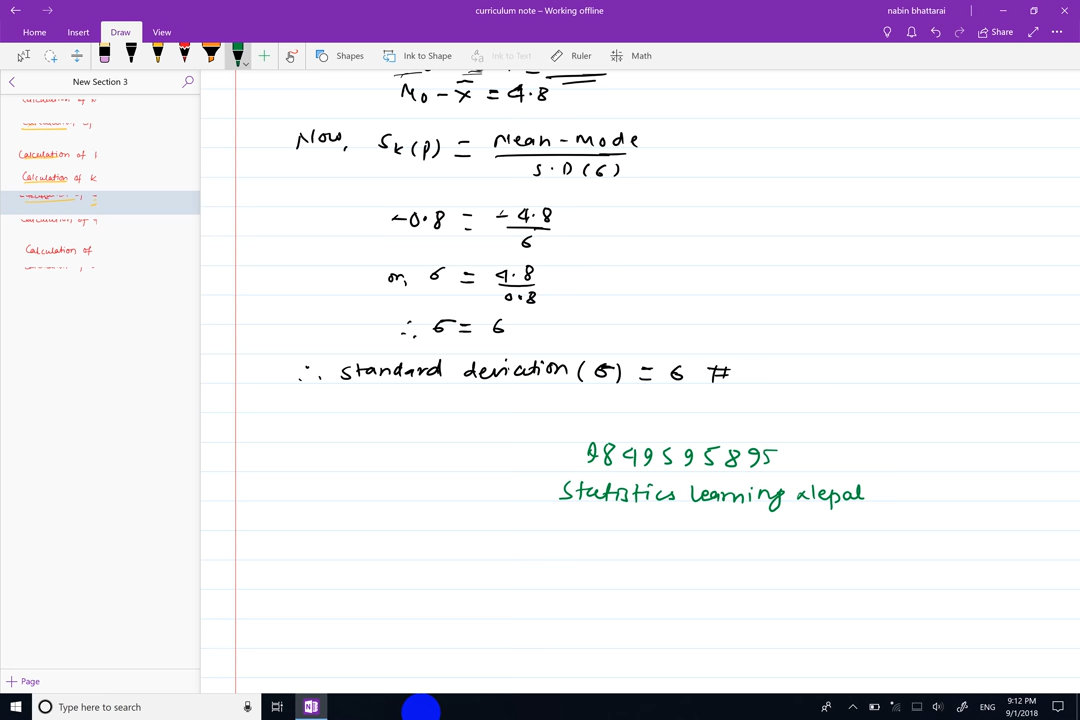 curriculum note – Working offline
nabin bhattarai
Home Insert Draw View
Share
Shapes Ink to Shape Ink to Text Ruler Math
New Section 3
Calculation of
Calculation of
Calculation of k
Calculation of
Page
M₀ – x̄ = 4.8
Now, Sk(P) = Mean - Mode / S.D(σ)
-0.8 = -4.8 / σ
or, σ = 4.8 / 0.8
∴ σ = 6
∴ standard deviation (σ) = 6 #
9849595895
Statistics learning Nepal
Type here to search
ENG
9:12 PM
9/1/2018